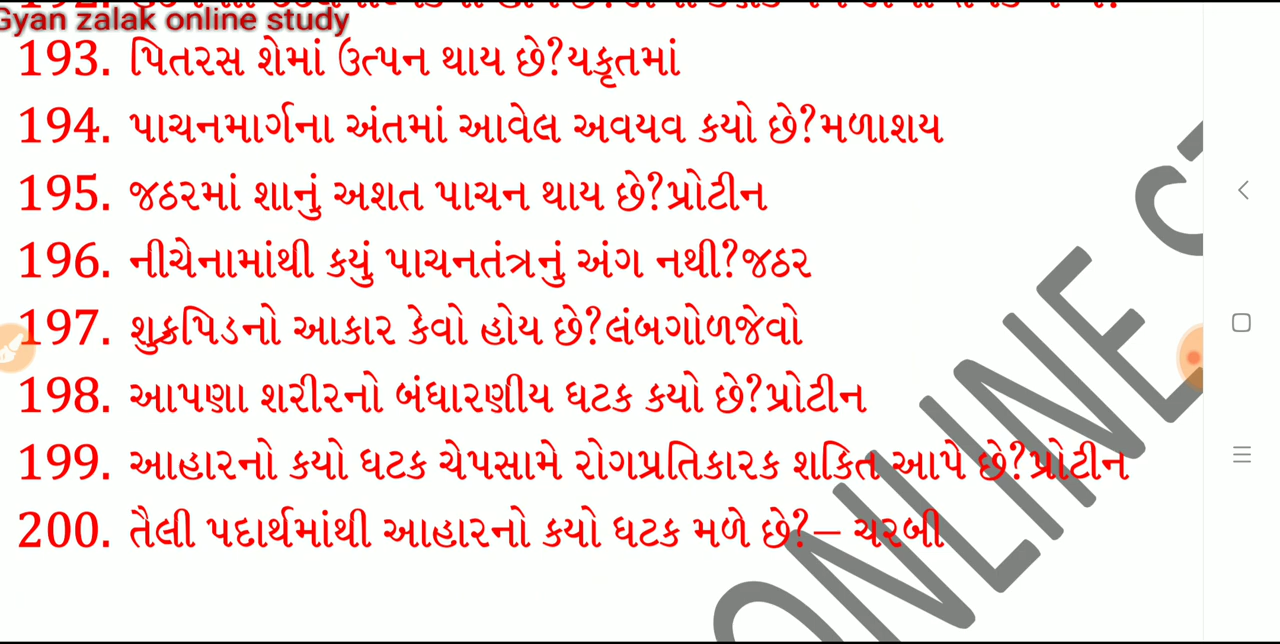 Gyan zalak online study
193. પિતરસ શેમાં ઉત્પન થાય છે?યકૃતમાં
194. પાચનમાર્ગના અંતમાં આવેલ અવયવ કયો છે?મળાશય
195. જઠરમાં શાનું અશત પાચન થાય છે?પ્રોટીન
196. નીચેનામાંથી કયું પાચનતંત્રનું અંગ નથી?જઠર
197. શુક્રપિડનો આકાર કેવો હોય છે?લંબગોળજેવો
198. આપણા શરીરનો બંધારણીય ઘટક કયો છે?પ્રોટીન
199. આહારનો કયો ઘટક ચેપસામે રોગપ્રતિકારક શકિત આપે છે?પ્રોટીન
200. તૈલી પદાર્થમાંથી આહારનો કયો ઘટક મળે છે?– ચરબી
ONLINE